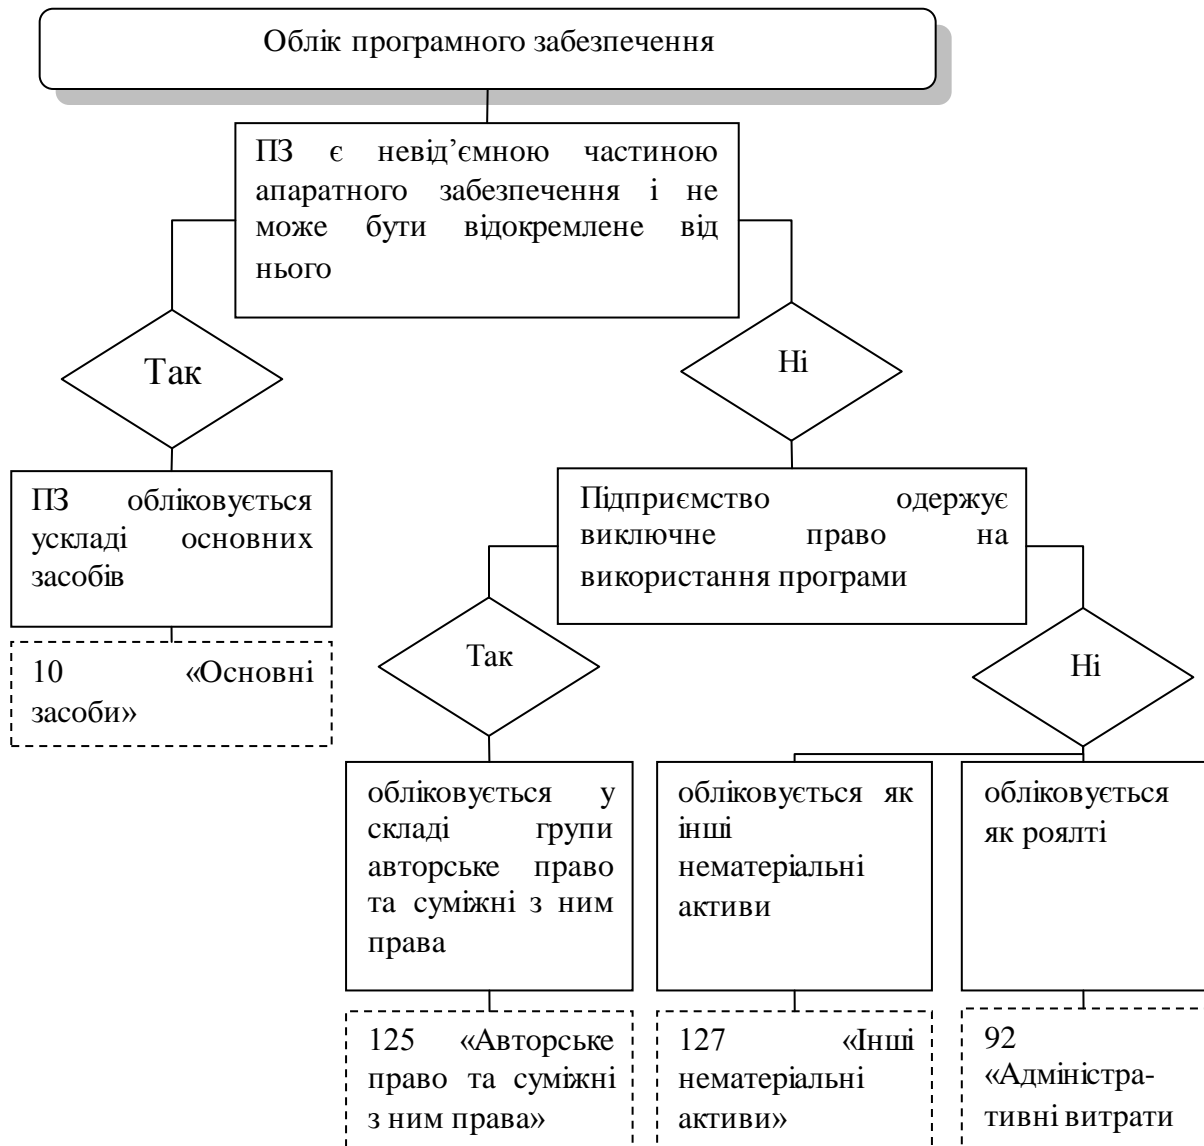 Облік програмного забезпечення
ПЗ є невід’ємною частиною
апаратного забезпечення і не
може бути відокремлене від
нього
Так
Ні
ПЗ обліковується
ускладі основних
засобів
Підприємство одержує
виключне право на
використання програми
10 «Основні
засоби»
Так
Ні
обліковується у
складі групи
авторське право
та суміжні з ним
права
обліковується як
інші
нематеріальні
активи
обліковується
як роялті
125 «Авторське
право та суміжні
з ним права»
127 «Інші
нематеріальні
активи»
92
«Адміністра-
тивні витрати